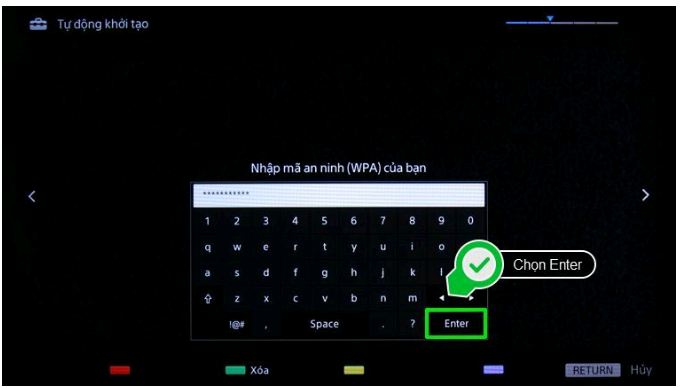 Tự động khởi tạo
Nhập mã an ninh (WPA) của bạn
***********
1 2 3 4 5 6 7 8 9 0
q w e r t y u i o
a s d f g h j k l
Chọn Enter
z x c v b n m
!@# , Space . ? Enter
Xóa
RETURN Hủy